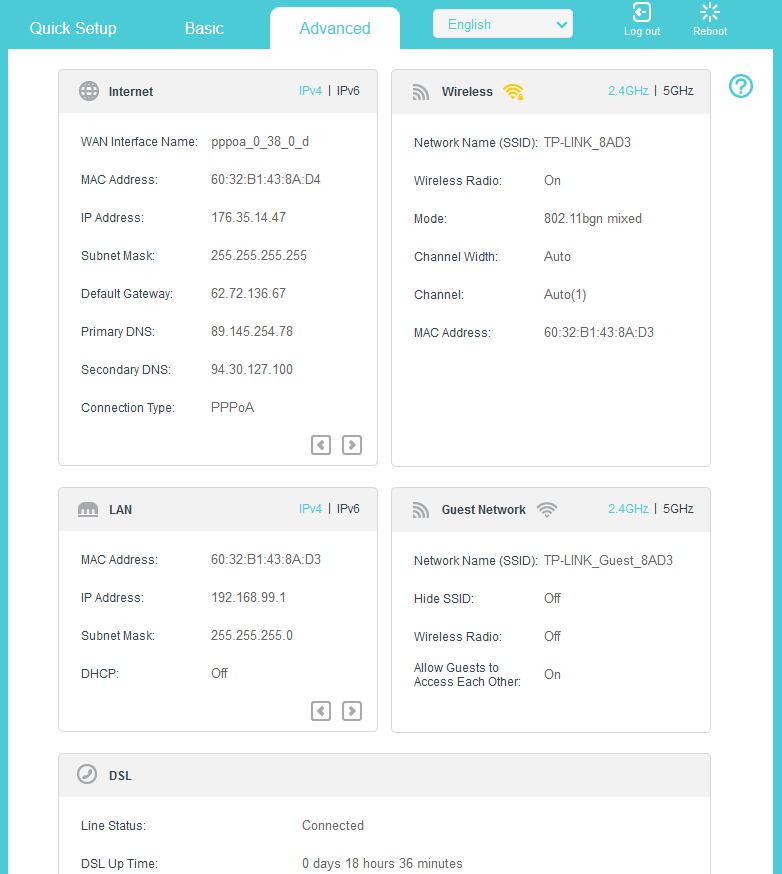 Quick Setup Basic Advanced English Log out Reboot
Internet IPv4 | IPv6
WAN Interface Name: pppoa_0_38_0_d
MAC Address: 60:32:B1:43:8A:D4
IP Address: 176.35.14.47
Subnet Mask: 255.255.255.255
Default Gateway: 62.72.136.67
Primary DNS: 89.145.254.78
Secondary DNS: 94.30.127.100
Connection Type: PPPoA
Wireless 2.4GHz | 5GHz
Network Name (SSID): TP-LINK_8AD3
Wireless Radio: On
Mode: 802.11bgn mixed
Channel Width: Auto
Channel: Auto(1)
MAC Address: 60:32:B1:43:8A:D3
LAN IPv4 | IPv6
MAC Address: 60:32:B1:43:8A:D3
IP Address: 192.168.99.1
Subnet Mask: 255.255.255.0
DHCP: Off
Guest Network 2.4GHz | 5GHz
Network Name (SSID): TP-LINK_Guest_8AD3
Hide SSID: Off
Wireless Radio: Off
Allow Guests to
Access Each Other: On
DSL
Line Status: Connected
DSL Up Time: 0 days 18 hours 36 minutes